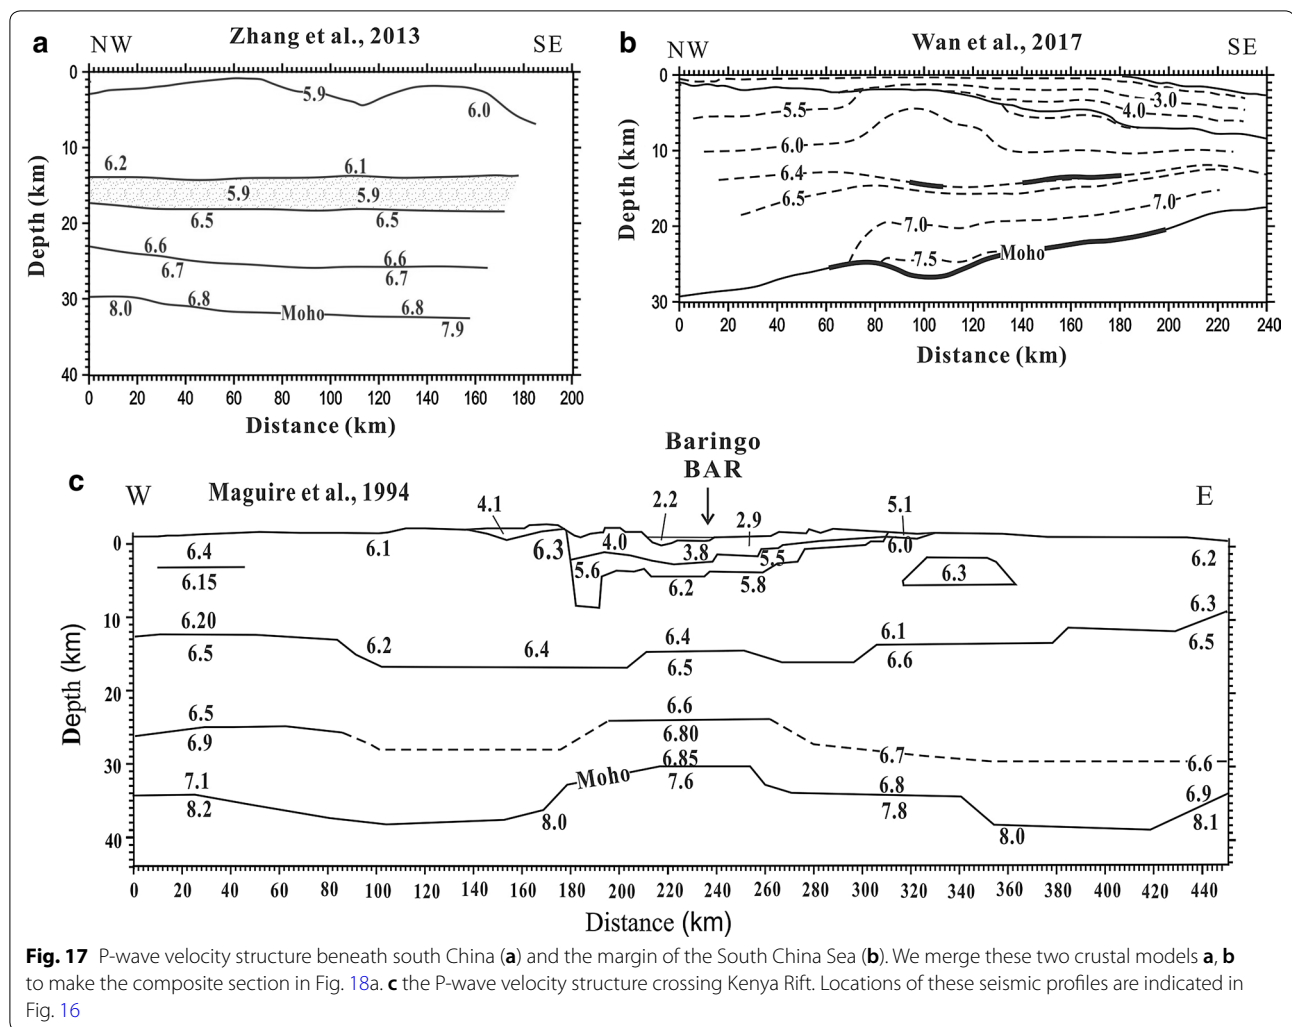 a
NW
Zhang et al., 2013
SE
0
10
20
30
40
Depth (km)
5.9
6.0
6.2
6.1
5.9
5.9
6.5
6.5
6.6
6.7
6.6
6.7
8.0
6.8
Moho
6.8
7.9
0 20 40 60 80 100 120 140 160 180 200
Distance (km)
b
NW
Wan et al., 2017
SE
0
10
20
30
Depth (km)
3.0
4.0
5.5
6.0
6.4
6.5
7.0
7.0
7.5
Moho
0 20 40 60 80 100 120 140 160 180 200 220 240
Distance (km)
c
W
Maguire et al., 1994
Baringo
BAR
E
0
10
20
30
40
Depth (km)
4.1
2.2
2.9
5.1
6.4
6.15
6.1
6.3
4.0
3.8
5.5
6.0
5.6
6.2
5.8
6.3
6.2
6.20
6.5
6.2
6.4
6.4
6.5
6.1
6.6
6.3
6.5
6.5
6.9
6.6
6.80
6.7
6.6
6.85
7.1
8.2
Moho
7.6
8.0
6.8
7.8
8.0
6.9
8.1
0 20 40 60 80 100 120 140 160 180 200 220 240 260 280 300 320 340 360 380 400 420 440
Distance (km)
Fig. 17 P-wave velocity structure beneath south China (a) and the margin of the South China Sea (b). We merge these two crustal models a, b
to make the composite section in Fig. 18a. c the P-wave velocity structure crossing Kenya Rift. Locations of these seismic profiles are indicated in
Fig. 16